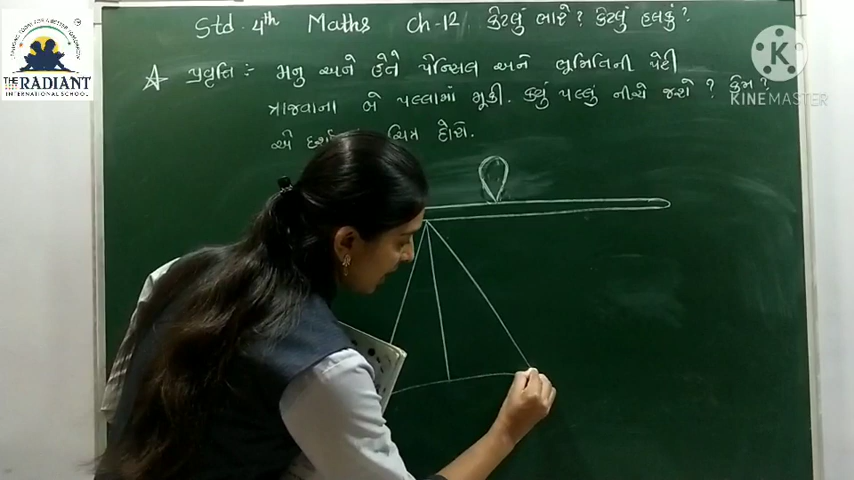 Std. 4th Maths Ch-12 કેટલું ભારે? કેટલું હલકું?
પ્રવૃત્તિ :- મનુ અને હેતે પેન્સિલ અને ભૂમિતિની પેટી
ત્રાજવાના બે પલ્લામાં મૂકી. કયું પલ્લું નીચે જશે? કેમ?
એ ચિત્ર દોરો.
THE RADIANT
INTERNATIONAL SCHOOL
KINEMASTER